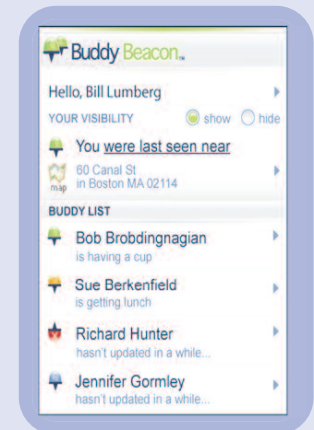 Buddy Beacon™
Hello, Bill Lumberg
YOUR VISIBILITY show hide
You were last seen near
60 Canal St
map in Boston MA 02114
BUDDY LIST
Bob Brobdingnagian
is having a cup
Sue Berkenfield
is getting lunch
Richard Hunter
hasn't updated in a while...
Jennifer Gormley
hasn't updated in a while...